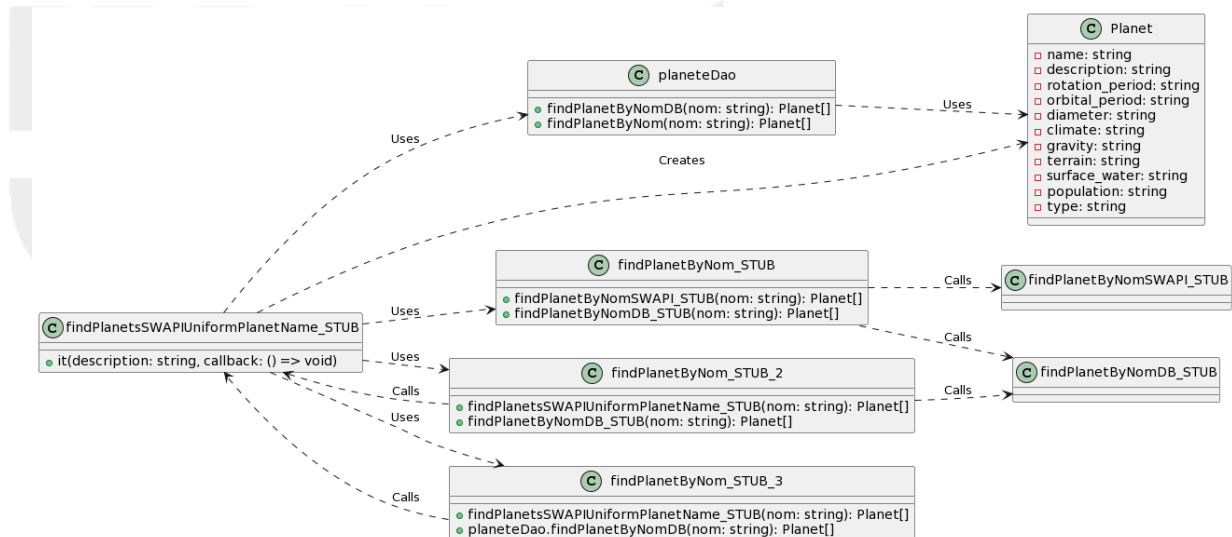 C Planet
name: string
description: string
rotation_period: string
orbital_period: string
diameter: string
climate: string
gravity: string
terrain: string
surface_water: string
population: string
type: string
C planeteDao
findPlanetByNomDB(nom: string): Planet[]
findPlanetByNom(nom: string): Planet[]
Uses
Uses
Creates
C findPlanetByNom_STUB
findPlanetByNomSWAPI_STUB(nom: string): Planet[]
findPlanetByNomDB_STUB(nom: string): Planet[]
Calls
C findPlanetByNomSWAPI_STUB
Uses
C findPlanetsSWAPIUniformPlanetName_STUB
it(description: string, callback: () => void)
Calls
C findPlanetByNomDB_STUB
Uses
Calls
C findPlanetByNom_STUB_2
findPlanetsSWAPIUniformPlanetName_STUB(nom: string): Planet[]
findPlanetByNomDB_STUB(nom: string): Planet[]
Calls
Uses
C findPlanetByNom_STUB_3
findPlanetsSWAPIUniformPlanetName_STUB(nom: string): Planet[]
planeteDao.findPlanetByNomDB(nom: string): Planet[]
Calls